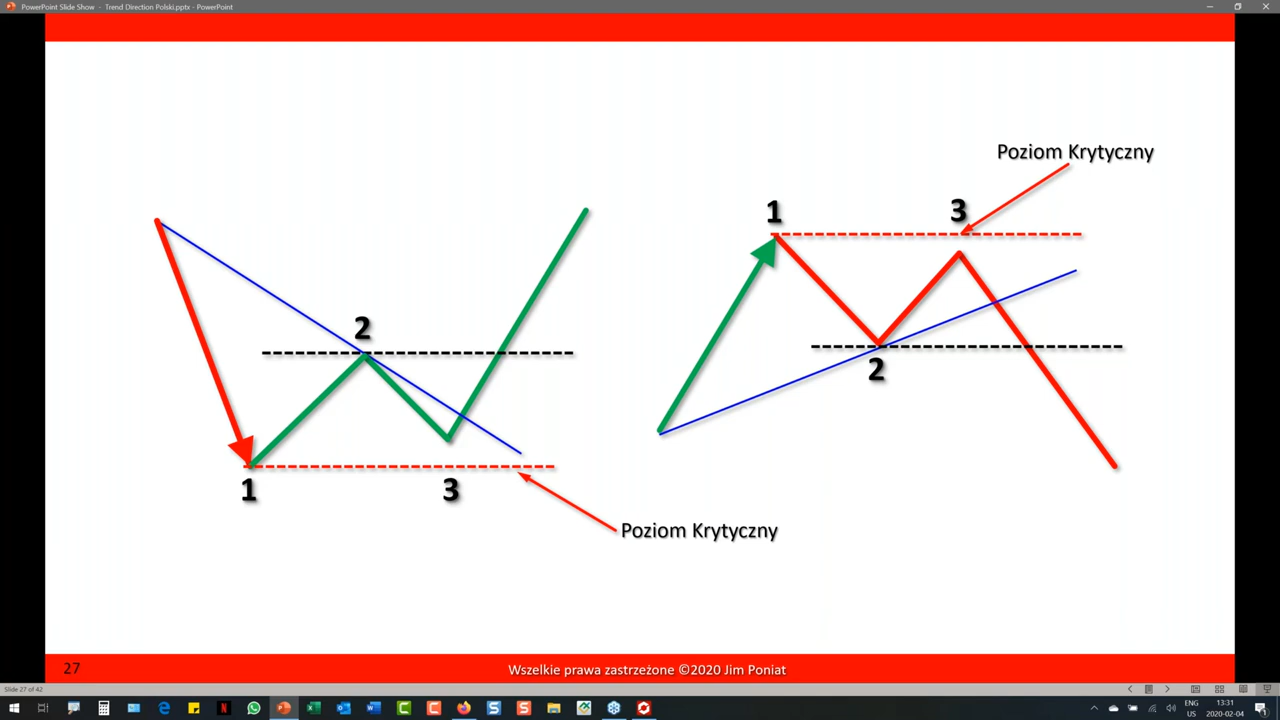 PowerPoint Slide Show - Trend Direction Polski.pptx - PowerPoint
Poziom Krytyczny
1
3
2
2
1
3
Poziom Krytyczny
27
Wszelkie prawa zastrzeżone ©2020 Jim Poniat
Slide 27 of 42
ENG
US
13:31
2020-02-04